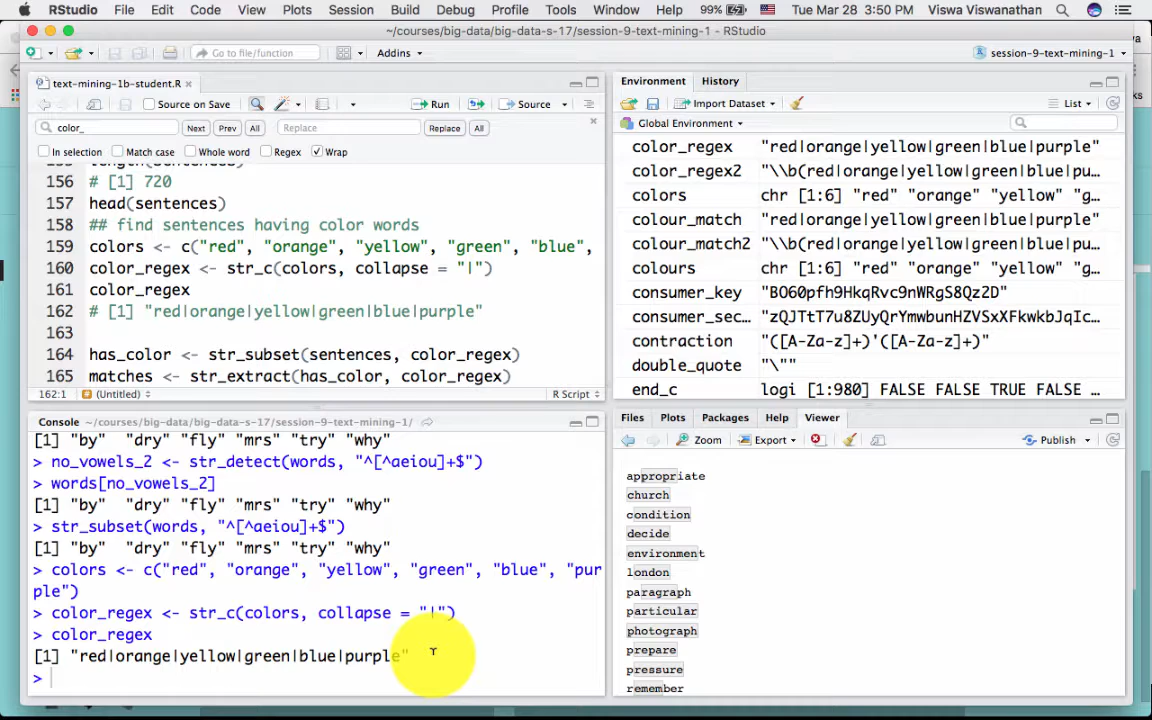 RStudio File Edit Code View Plots Session Build Debug Profile Tools Window Help 99% Tue Mar 28 3:50 PM Viswa Viswanathan
~/courses/big-data/big-data-s-17/session-9-text-mining-1 - RStudio
Go to file/function Addins session-9-text-mining-1
text-mining-1b-student.R
Source on Save Run Source
color_ Next Prev All Replace Replace All
In selection Match case Whole word Regex Wrap
156 # [1] 720
157 head(sentences)
158 ## find sentences having color words
159 colors <- c("red", "orange", "yellow", "green", "blue",
160 color_regex <- str_c(colors, collapse = "|")
161 color_regex
162 # [1] "red|orange|yellow|green|blue|purple"
163
164 has_color <- str_subset(sentences, color_regex)
165 matches <- str_extract(has_color, color_regex)
162:1 (Untitled) R Script
Console ~/courses/big-data/big-data-s-17/session-9-text-mining-1/
[1] "by" "dry" "fly" "mrs" "try" "why"
> no_vowels_2 <- str_detect(words, "^[^aeiou]+$")
> words[no_vowels_2]
[1] "by" "dry" "fly" "mrs" "try" "why"
> str_subset(words, "^[^aeiou]+$")
[1] "by" "dry" "fly" "mrs" "try" "why"
> colors <- c("red", "orange", "yellow", "green", "blue", "pur
ple")
> color_regex <- str_c(colors, collapse = "|")
> color_regex
[1] "red|orange|yellow|green|blue|purple"
>
Environment History
Import Dataset List
Global Environment
color_regex "red|orange|yellow|green|blue|purple"
color_regex2 "\\b(red|orange|yellow|green|blue|pu…
colors chr [1:6] "red" "orange" "yellow" "g…
colour_match "red|orange|yellow|green|blue|purple"
colour_match2 "\\b(red|orange|yellow|green|blue|pu…
colours chr [1:6] "red" "orange" "yellow" "g…
consumer_key "BO60pfh9HkqRvc9nWRgS8Qz2D"
consumer_sec… "zQJTtT7u8ZUyQrYmwbunHZVSxXFkwkbJqIc…
contraction "([A-Za-z]+)'([A-Za-z]+)"
double_quote "\""
end_c logi [1:980] FALSE FALSE TRUE FALSE …
Files Plots Packages Help Viewer
Zoom Export Publish
appropriate
church
condition
decide
environment
london
paragraph
particular
photograph
prepare
pressure
remember